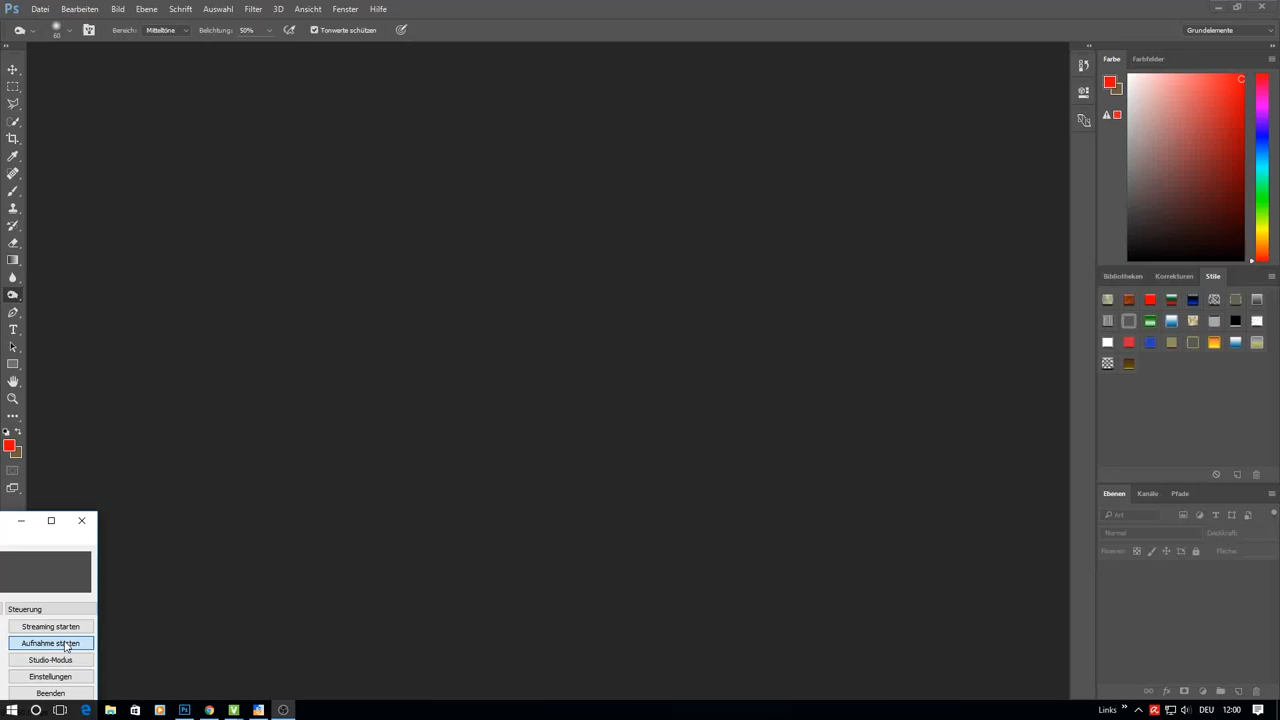 Ps Datei Bearbeiten Bild Ebene Schrift Auswahl Filter 3D Ansicht Fenster Hilfe
60 Bereich: Mitteltöne Belichtung: 50% Tonwerte schützen Grundelemente
Farbe Farbfelder
Bibliotheken Korrekturen Stile
Ebenen Kanäle Pfade
Art
Normal Deckkraft:
Fixieren: Fläche:
Steuerung
Streaming starten
Aufnahme starten
Studio-Modus
Einstellungen
Beenden
Links DEU 12:00